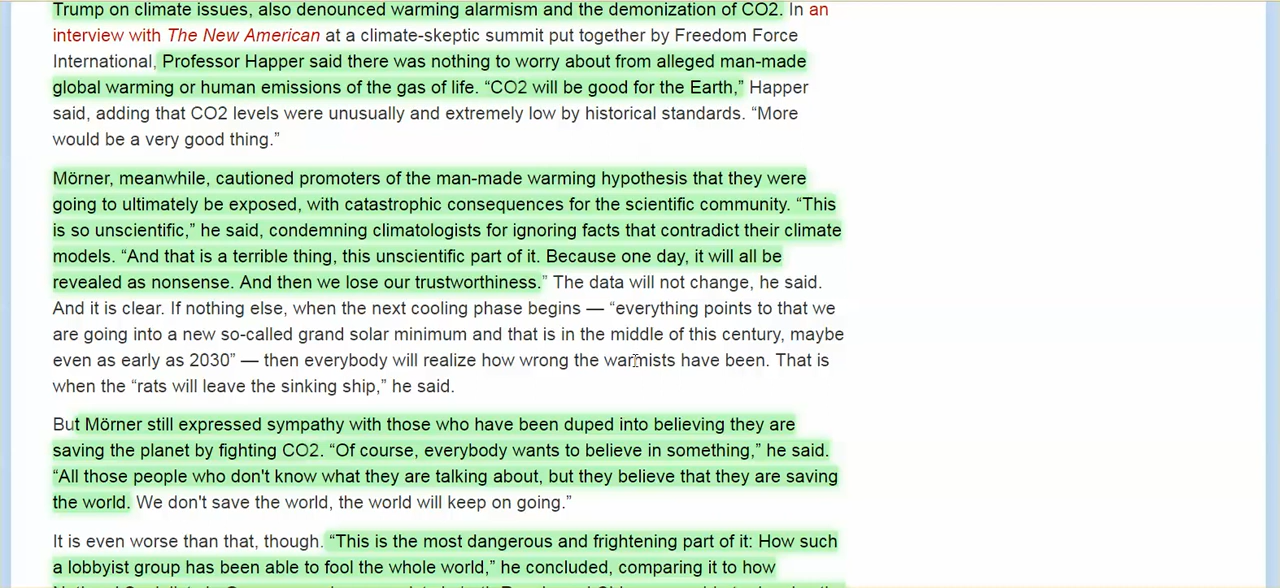 Trump on climate issues, also denounced warming alarmism and the demonization of CO2. In an
interview with The New American at a climate-skeptic summit put together by Freedom Force
International, Professor Happer said there was nothing to worry about from alleged man-made
global warming or human emissions of the gas of life. “CO2 will be good for the Earth,” Happer
said, adding that CO2 levels were unusually and extremely low by historical standards. “More
would be a very good thing.”
Mörner, meanwhile, cautioned promoters of the man-made warming hypothesis that they were
going to ultimately be exposed, with catastrophic consequences for the scientific community. “This
is so unscientific,” he said, condemning climatologists for ignoring facts that contradict their climate
models. “And that is a terrible thing, this unscientific part of it. Because one day, it will all be
revealed as nonsense. And then we lose our trustworthiness.” The data will not change, he said.
And it is clear. If nothing else, when the next cooling phase begins — “everything points to that we
are going into a new so-called grand solar minimum and that is in the middle of this century, maybe
even as early as 2030” — then everybody will realize how wrong the warmists have been. That is
when the “rats will leave the sinking ship,” he said.
But Mörner still expressed sympathy with those who have been duped into believing they are
saving the planet by fighting CO2. “Of course, everybody wants to believe in something,” he said.
“All those people who don't know what they are talking about, but they believe that they are saving
the world. We don't save the world, the world will keep on going.”
It is even worse than that, though. “This is the most dangerous and frightening part of it: How such
a lobbyist group has been able to fool the whole world,” he concluded, comparing it to how